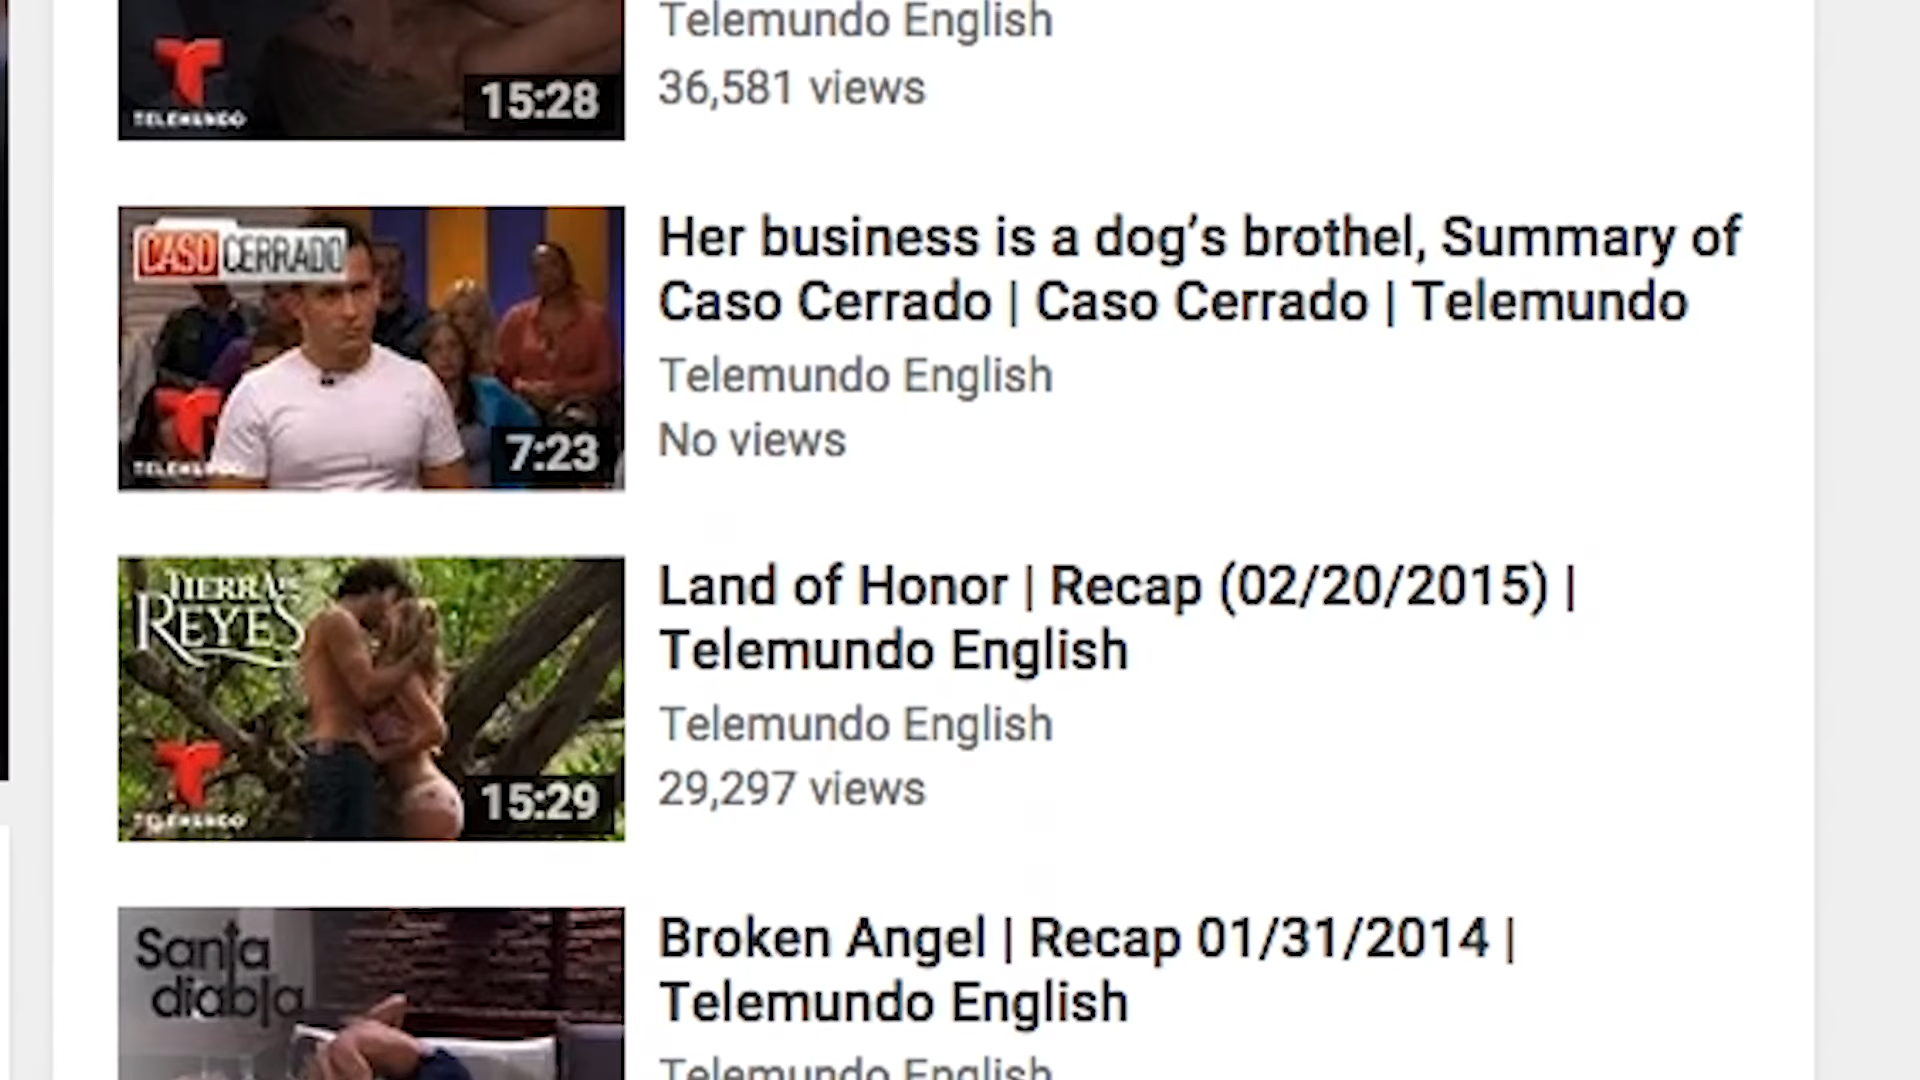 Telemundo English
36,581 views
TELEMUNDO
15:28
CASO CERRADO
Her business is a dog’s brothel, Summary of
Caso Cerrado | Caso Cerrado | Telemundo
Telemundo English
No views
TELEMUNDO
7:23
TIERRA DE
REYES
Land of Honor | Recap (02/20/2015) |
Telemundo English
Telemundo English
29,297 views
TELEMUNDO
15:29
Santa
diabla
Broken Angel | Recap 01/31/2014 |
Telemundo English
Telemundo English